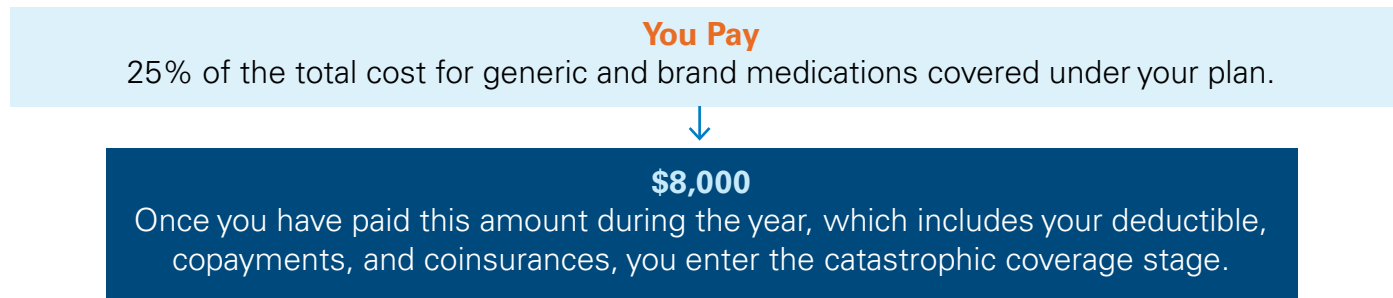 You Pay
25% of the total cost for generic and brand medications covered under your plan.
$8,000
Once you have paid this amount during the year, which includes your deductible,
copayments, and coinsurances, you enter the catastrophic coverage stage.